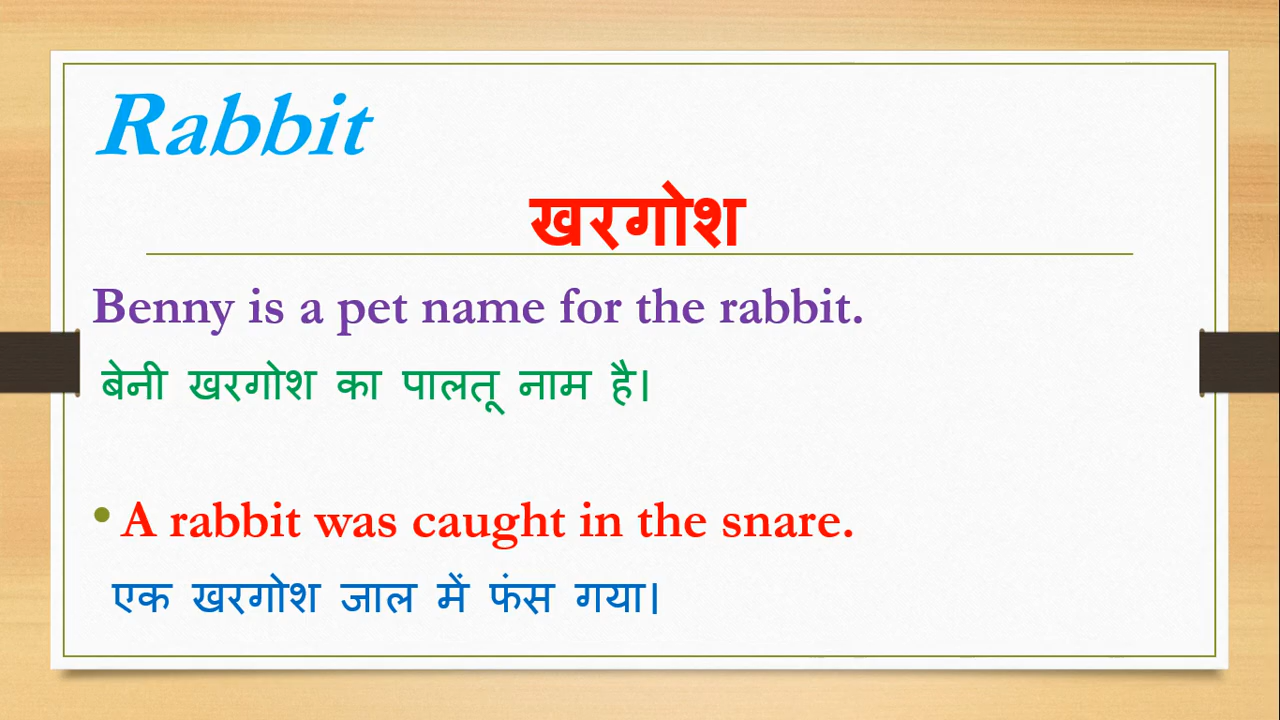 Rabbit
खरगोश
Benny is a pet name for the rabbit.
बेनी खरगोश का पालतू नाम है।
• A rabbit was caught in the snare.
एक खरगोश जाल में फंस गया।